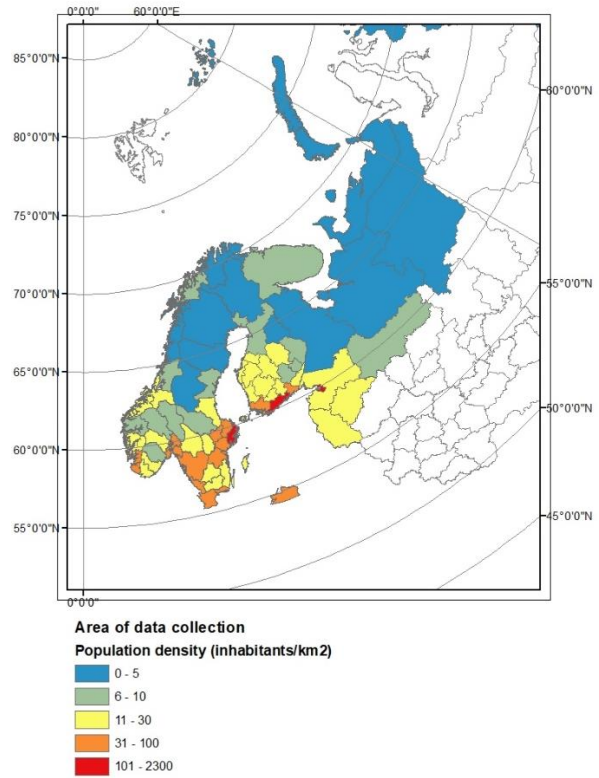 0°0'0" 60°0'0"E
85°0'0"N
80°0'0"N
75°0'0"N
70°0'0"N
65°0'0"N
60°0'0"N
55°0'0"N
60°0'0"N
55°0'0"N
50°0'0"N
45°0'0"N
0°0'0"
Area of data collection
Population density (inhabitants/km2)
0 - 5
6 - 10
11 - 30
31 - 100
101 - 2300